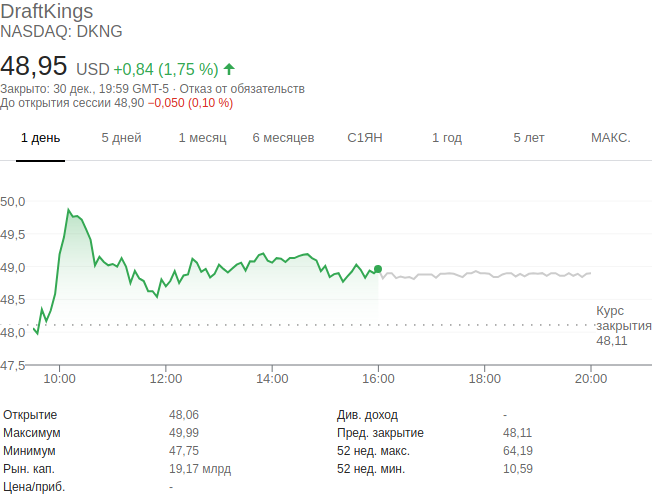 DraftKings
NASDAQ: DKNG
48,95 USD +0,84 (1,75 %)
Закрыто: 30 дек., 19:59 GMT-5 · Отказ от обязательств
До открытия сессии 48,90 −0,050 (0,10 %)
1 день 5 дней 1 месяц 6 месяцев С1ЯН 1 год 5 лет МАКС.
50,0
49,5
49,0
48,5
48,0
47,5
Курс
закрытия
48,11
10:00 12:00 14:00 16:00 18:00 20:00
Открытие 48,06 Див. доход -
Максимум 49,99 Пред. закрытие 48,11
Минимум 47,75 52 нед. макс. 64,19
Рын. кап. 19,17 млрд 52 нед. мин. 10,59
Цена/приб. -